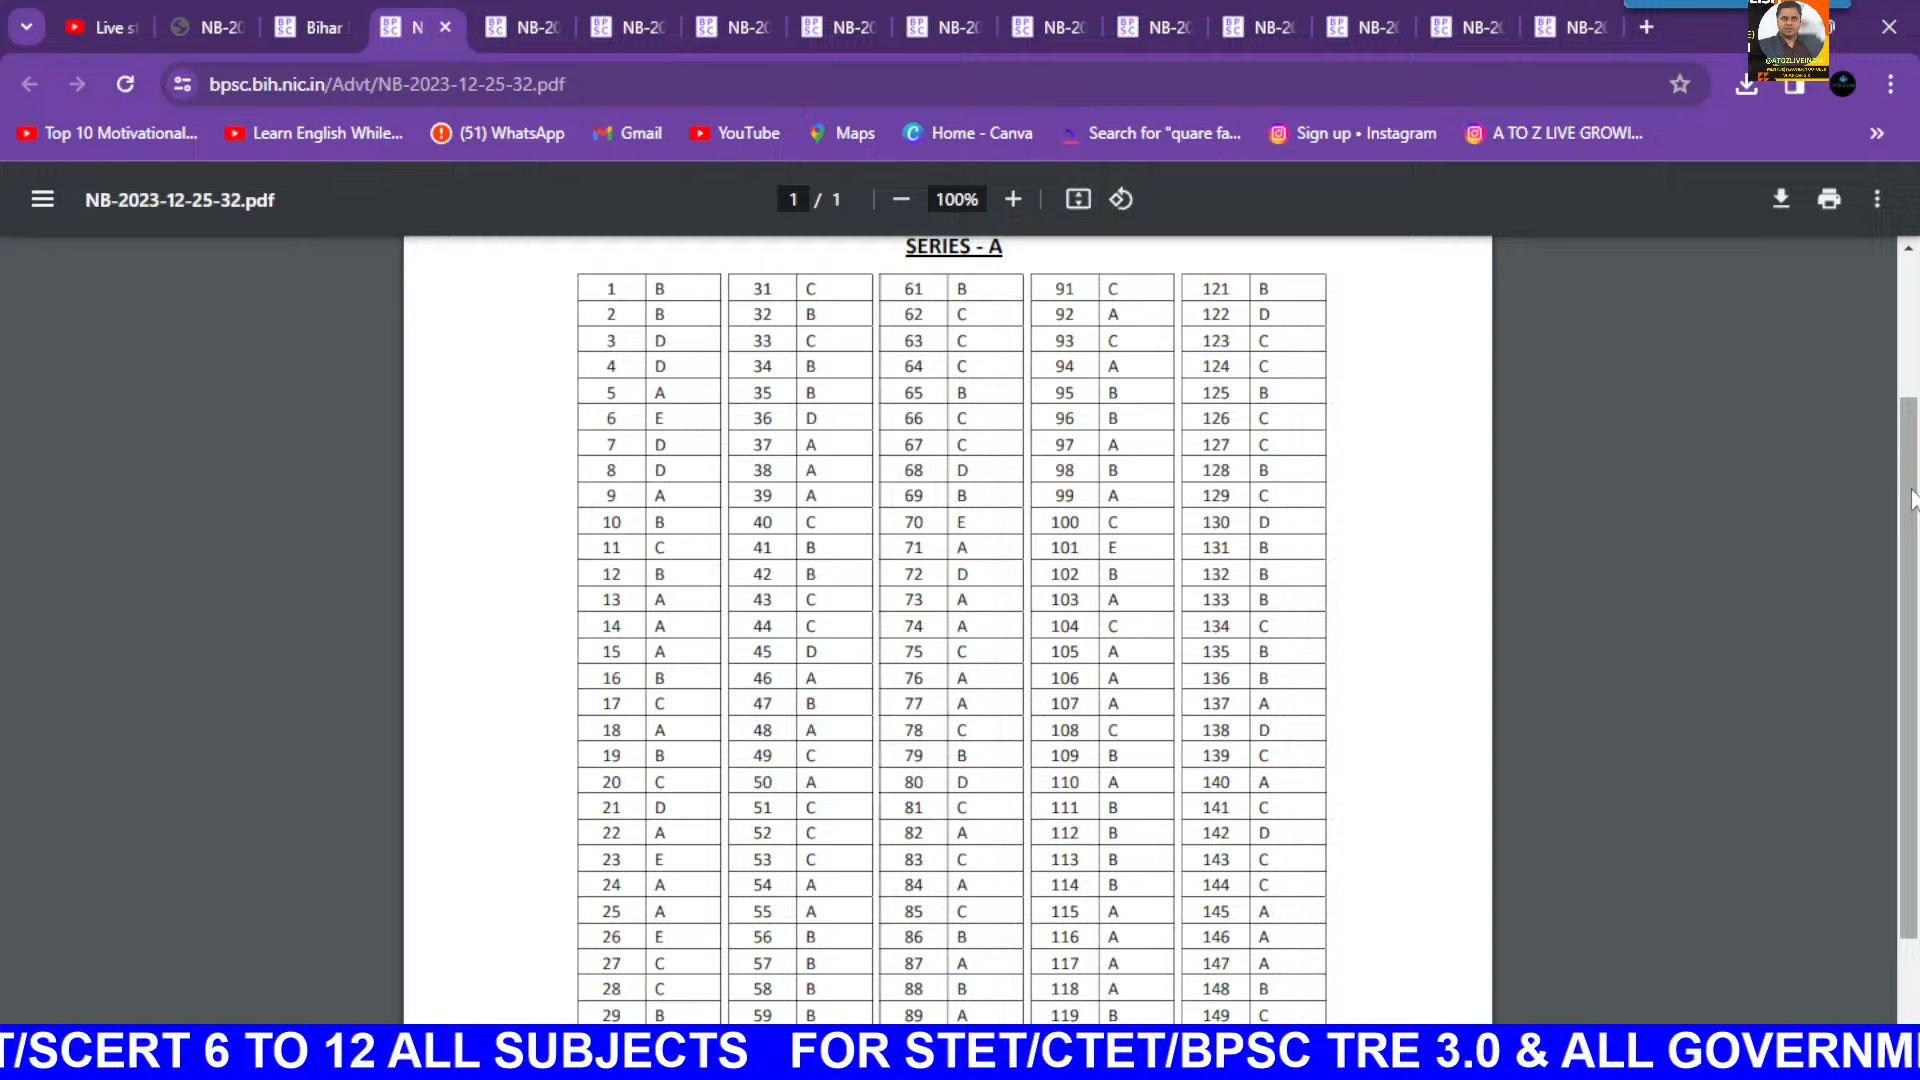 Live s NB-20 Bihar N NB-20 NB-20 NB-20 NB-20 NB-20 NB-20 NB-20 NB-20 NB-20 NB-20 NB-20
bpsc.bih.nic.in/Advt/NB-2023-12-25-32.pdf
@ATOZLIVEINDIA
Top 10 Motivational... Learn English While... (51) WhatsApp Gmail YouTube Maps Home - Canva Search for "quare fa... Sign up • Instagram A TO Z LIVE GROWI...
NB-2023-12-25-32.pdf 1 / 1 100%
SERIES - A
1 B 31 C 61 B 91 C 121 B
2 B 32 B 62 C 92 A 122 D
3 D 33 C 63 C 93 C 123 C
4 D 34 B 64 C 94 A 124 C
5 A 35 B 65 B 95 B 125 B
6 E 36 D 66 C 96 B 126 C
7 D 37 A 67 C 97 A 127 C
8 D 38 A 68 D 98 B 128 B
9 A 39 A 69 B 99 A 129 C
10 B 40 C 70 E 100 C 130 D
11 C 41 B 71 A 101 E 131 B
12 B 42 B 72 D 102 B 132 B
13 A 43 C 73 A 103 A 133 B
14 A 44 C 74 A 104 C 134 C
15 A 45 D 75 C 105 A 135 B
16 B 46 A 76 A 106 A 136 B
17 C 47 B 77 A 107 A 137 A
18 A 48 A 78 C 108 C 138 D
19 B 49 C 79 B 109 B 139 C
20 C 50 A 80 D 110 A 140 A
21 D 51 C 81 C 111 B 141 C
22 A 52 C 82 A 112 B 142 D
23 E 53 C 83 C 113 B 143 C
24 A 54 A 84 A 114 B 144 C
25 A 55 A 85 C 115 A 145 A
26 E 56 B 86 B 116 A 146 A
27 C 57 B 87 A 117 A 147 A
28 C 58 B 88 B 118 A 148 B
29 B 59 B 89 A 119 B 149 C
T/SCERT 6 TO 12 ALL SUBJECTS FOR STET/CTET/BPSC TRE 3.0 & ALL GOVERNM